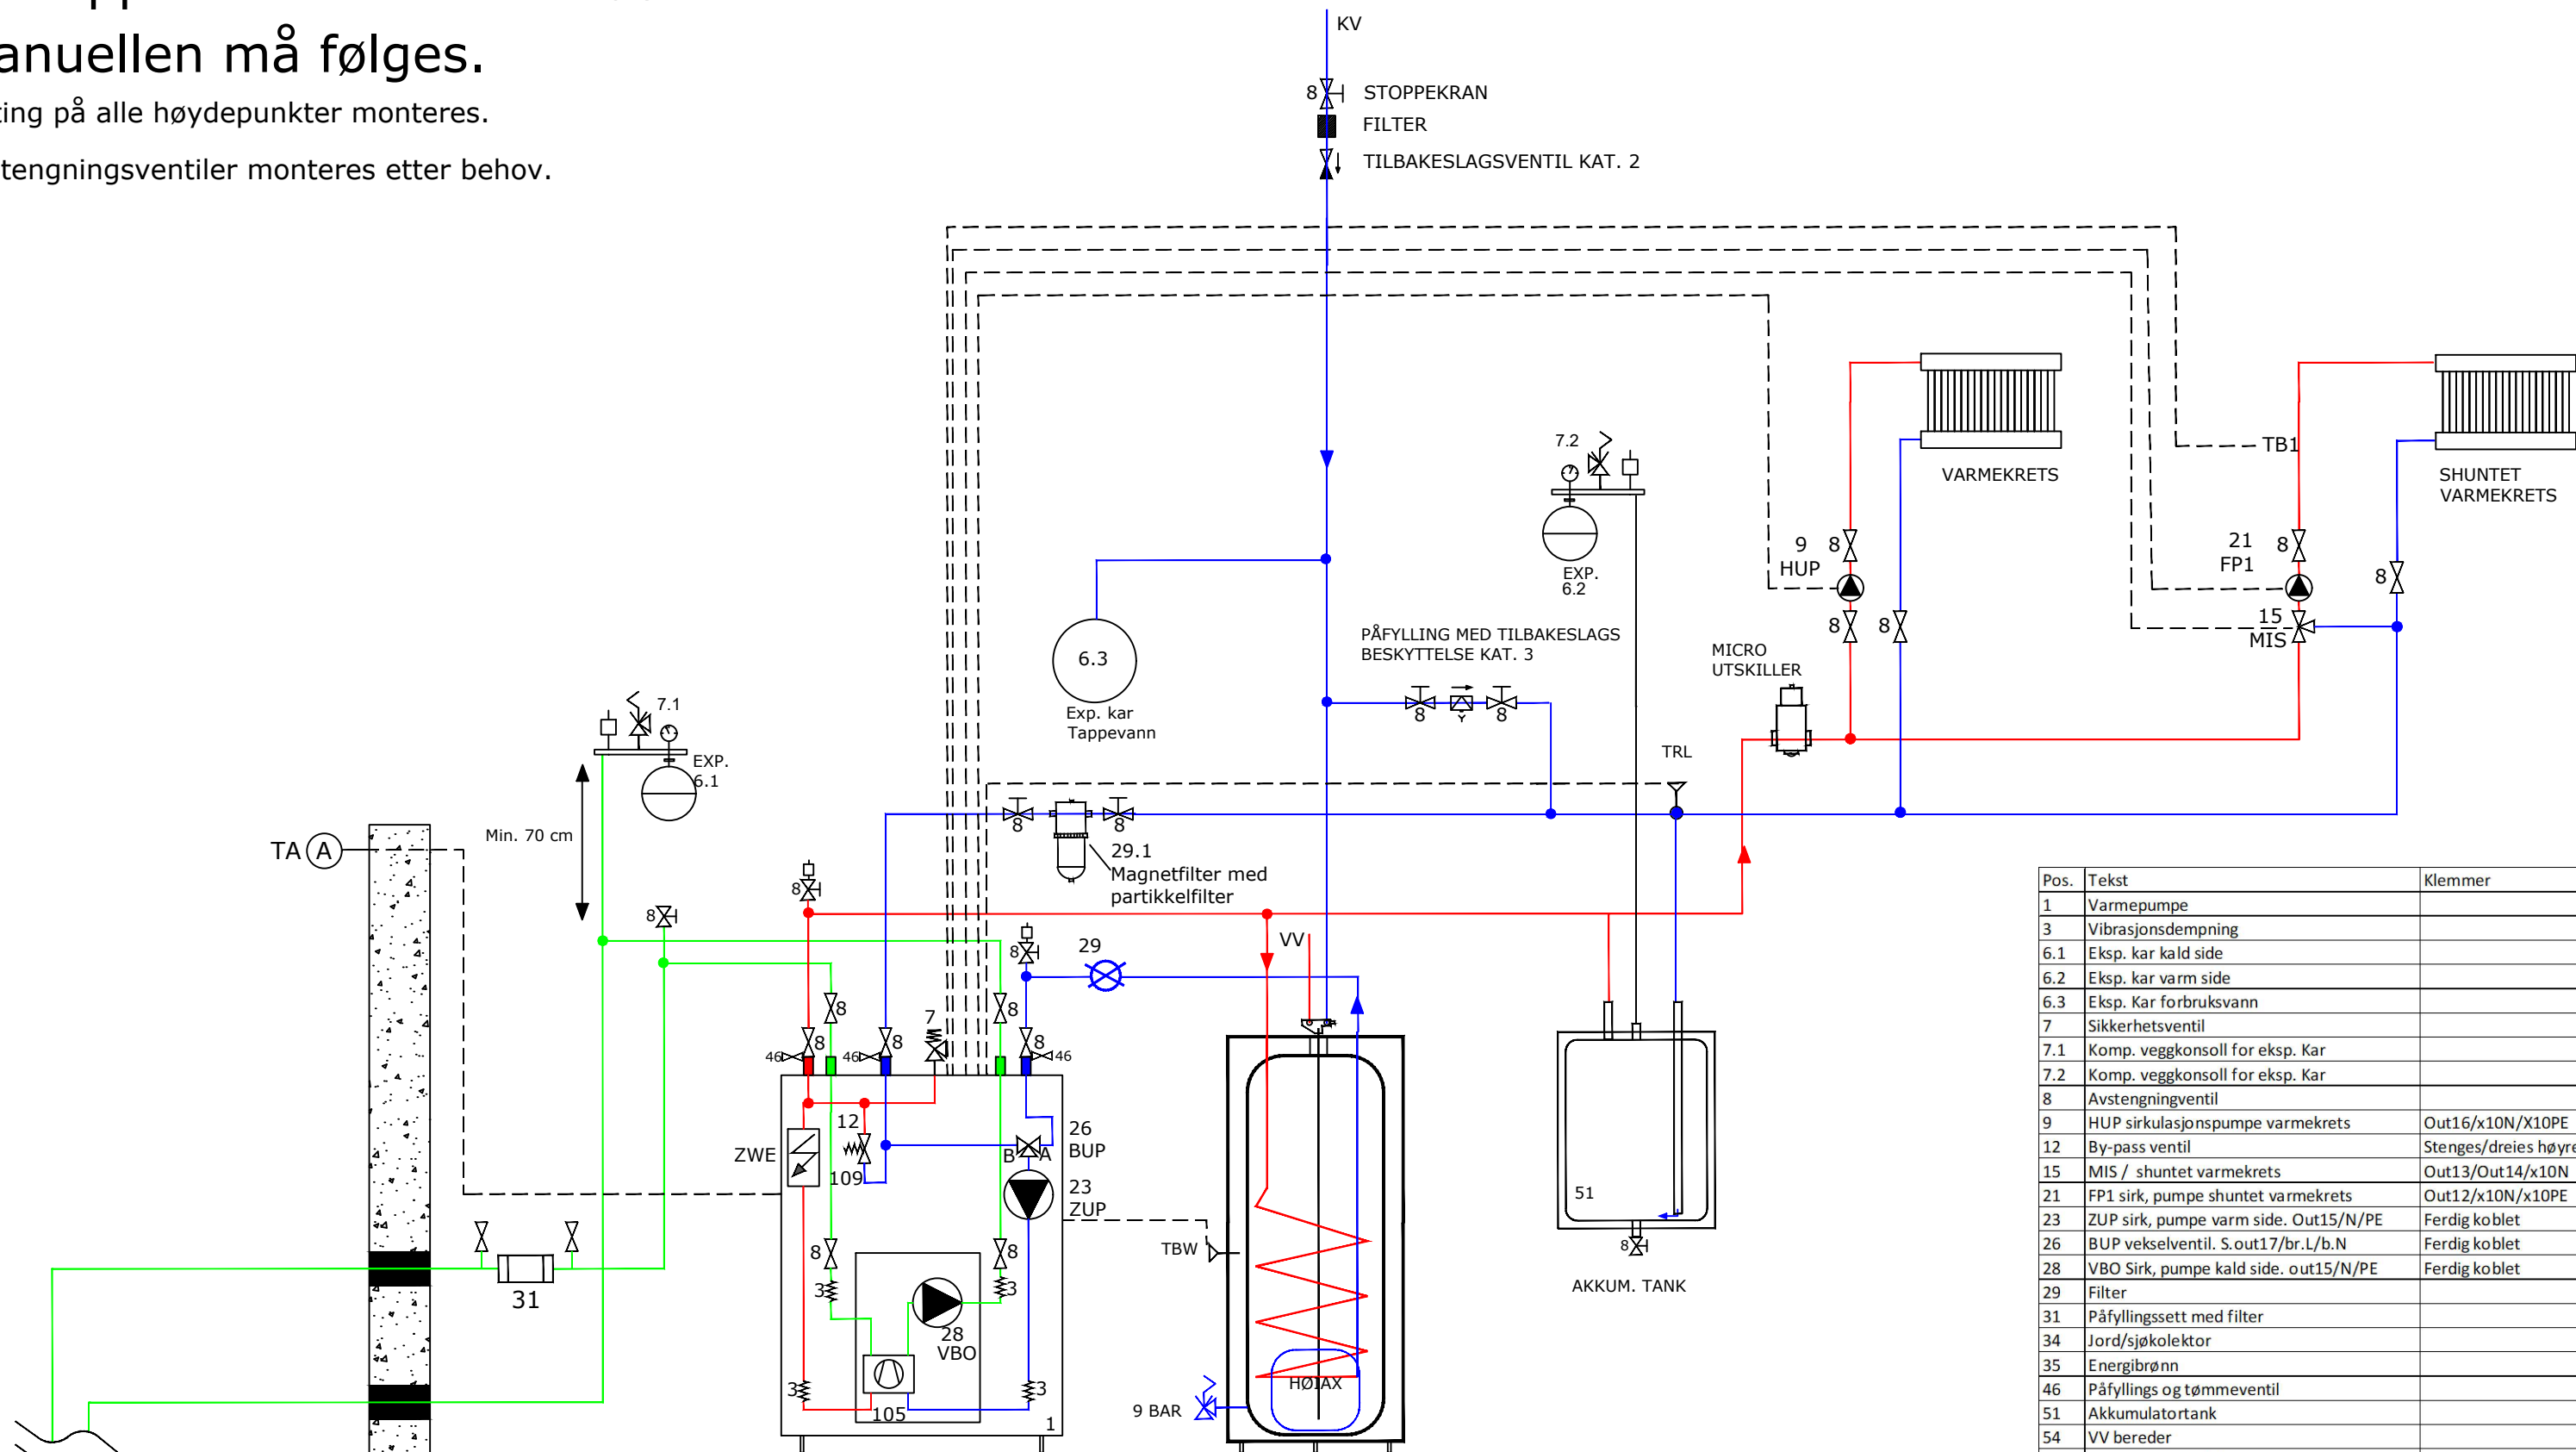 anuellen må følges.
ting på alle høydepunkter monteres.
tengningsventiler monteres etter behov.
KV
8 STOPPEKRAN
FILTER
TILBAKESLAGSVENTIL KAT. 2
7.2
EXP.
6.2
VARMEKRETS
TB1
SHUNTET
VARMEKRETS
9
HUP
8
8
8
21
FP1
8
15
MIS
8
6.3
Exp. kar
Tappevann
PÅFYLLING MED TILBAKESLAGS
BESKYTTELSE KAT. 3
8
8
MICRO
UTSKILLER
TRL
7.1
EXP.
6.1
Min. 70 cm
TA A
8
8
29.1
Magnetfilter med
partikkelfilter
8
8
8
29
VV
8
7
8
46
8
46
8
8
46
12
109
ZWE
B A
26
BUP
23
ZUP
TBW
8
8
3
3
28
VBO
3
3
105
1
31
9 BAR
HØIAX
51
8
AKKUM. TANK
Pos. Tekst Klemmer
1 Varmepumpe
3 Vibrasjonsdempning
6.1 Eksp. kar kald side
6.2 Eksp. kar varm side
6.3 Eksp. Kar forbruksvann
7 Sikkerhetsventil
7.1 Komp. veggkonsoll for eksp. Kar
7.2 Komp. veggkonsoll for eksp. Kar
8 Avstengningventil
9 HUP sirkulasjonspumpe varmekrets Out16/x10N/X10PE
12 By-pass ventil Stenges/dreies høyre
15 MIS / shuntet varmekrets Out13/Out14/x10N
21 FP1 sirk, pumpe shuntet varmekrets Out12/x10N/x10PE
23 ZUP sirk, pumpe varm side. Out15/N/PE Ferdig koblet
26 BUP vekselventil. S.out17/br.L/b.N Ferdig koblet
28 VBO Sirk, pumpe kald side. out15/N/PE Ferdig koblet
29 Filter
31 Påfyllingssett med filter
34 Jord/sjøkolektor
35 Energibrønn
46 Påfyllings og tømmeventil
51 Akkumulatortank
54 VV bereder